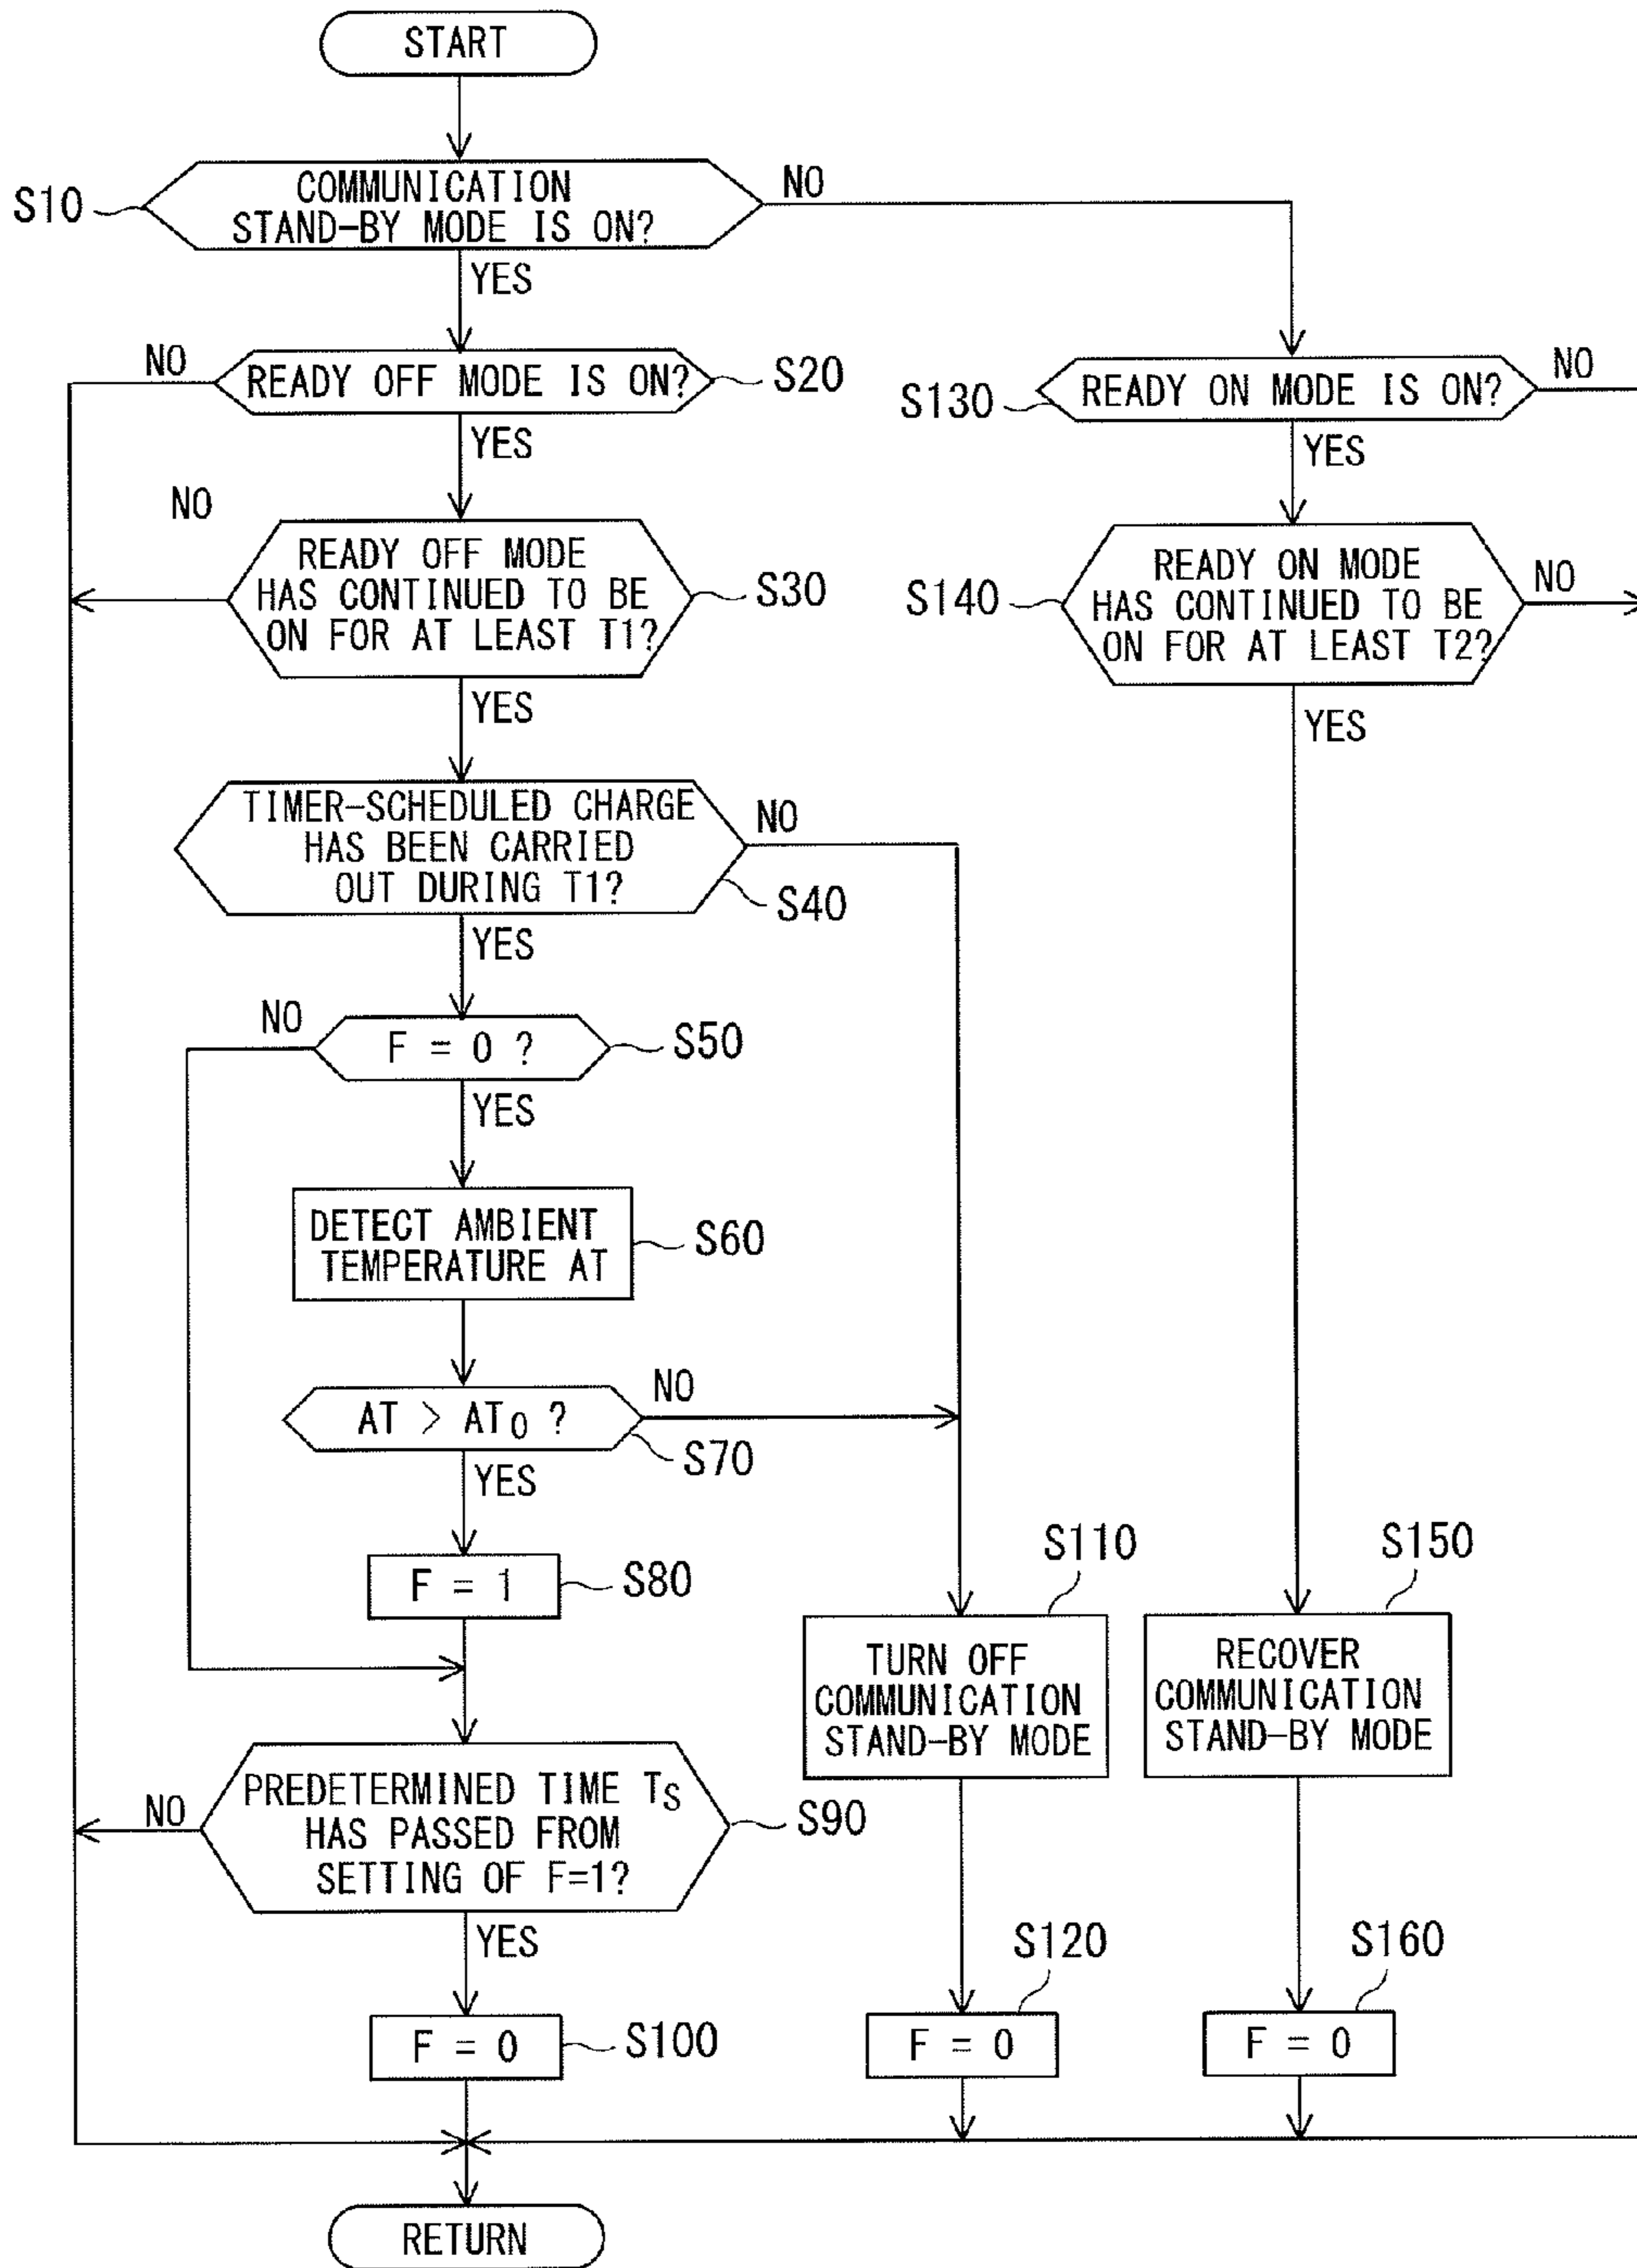 START
S10
COMMUNICATION
STAND-BY MODE IS ON?
NO
YES
NO
READY OFF MODE IS ON?
S20
YES
S130
READY ON MODE IS ON?
NO
YES
NO
READY OFF MODE
HAS CONTINUED TO BE
ON FOR AT LEAST T1?
S30
YES
S140
READY ON MODE
HAS CONTINUED TO BE
ON FOR AT LEAST T2?
NO
YES
TIMER-SCHEDULED CHARGE
HAS BEEN CARRIED
OUT DURING T1?
NO
S40
YES
NO
F = 0 ?
S50
YES
DETECT AMBIENT
TEMPERATURE AT
S60
AT > AT0 ?
NO
S70
YES
F = 1
S80
S110
TURN OFF
COMMUNICATION
STAND-BY MODE
S150
RECOVER
COMMUNICATION
STAND-BY MODE
NO
PREDETERMINED TIME TS
HAS PASSED FROM
SETTING OF F=1?
S90
YES
F = 0
S100
S120
F = 0
S160
F = 0
RETURN